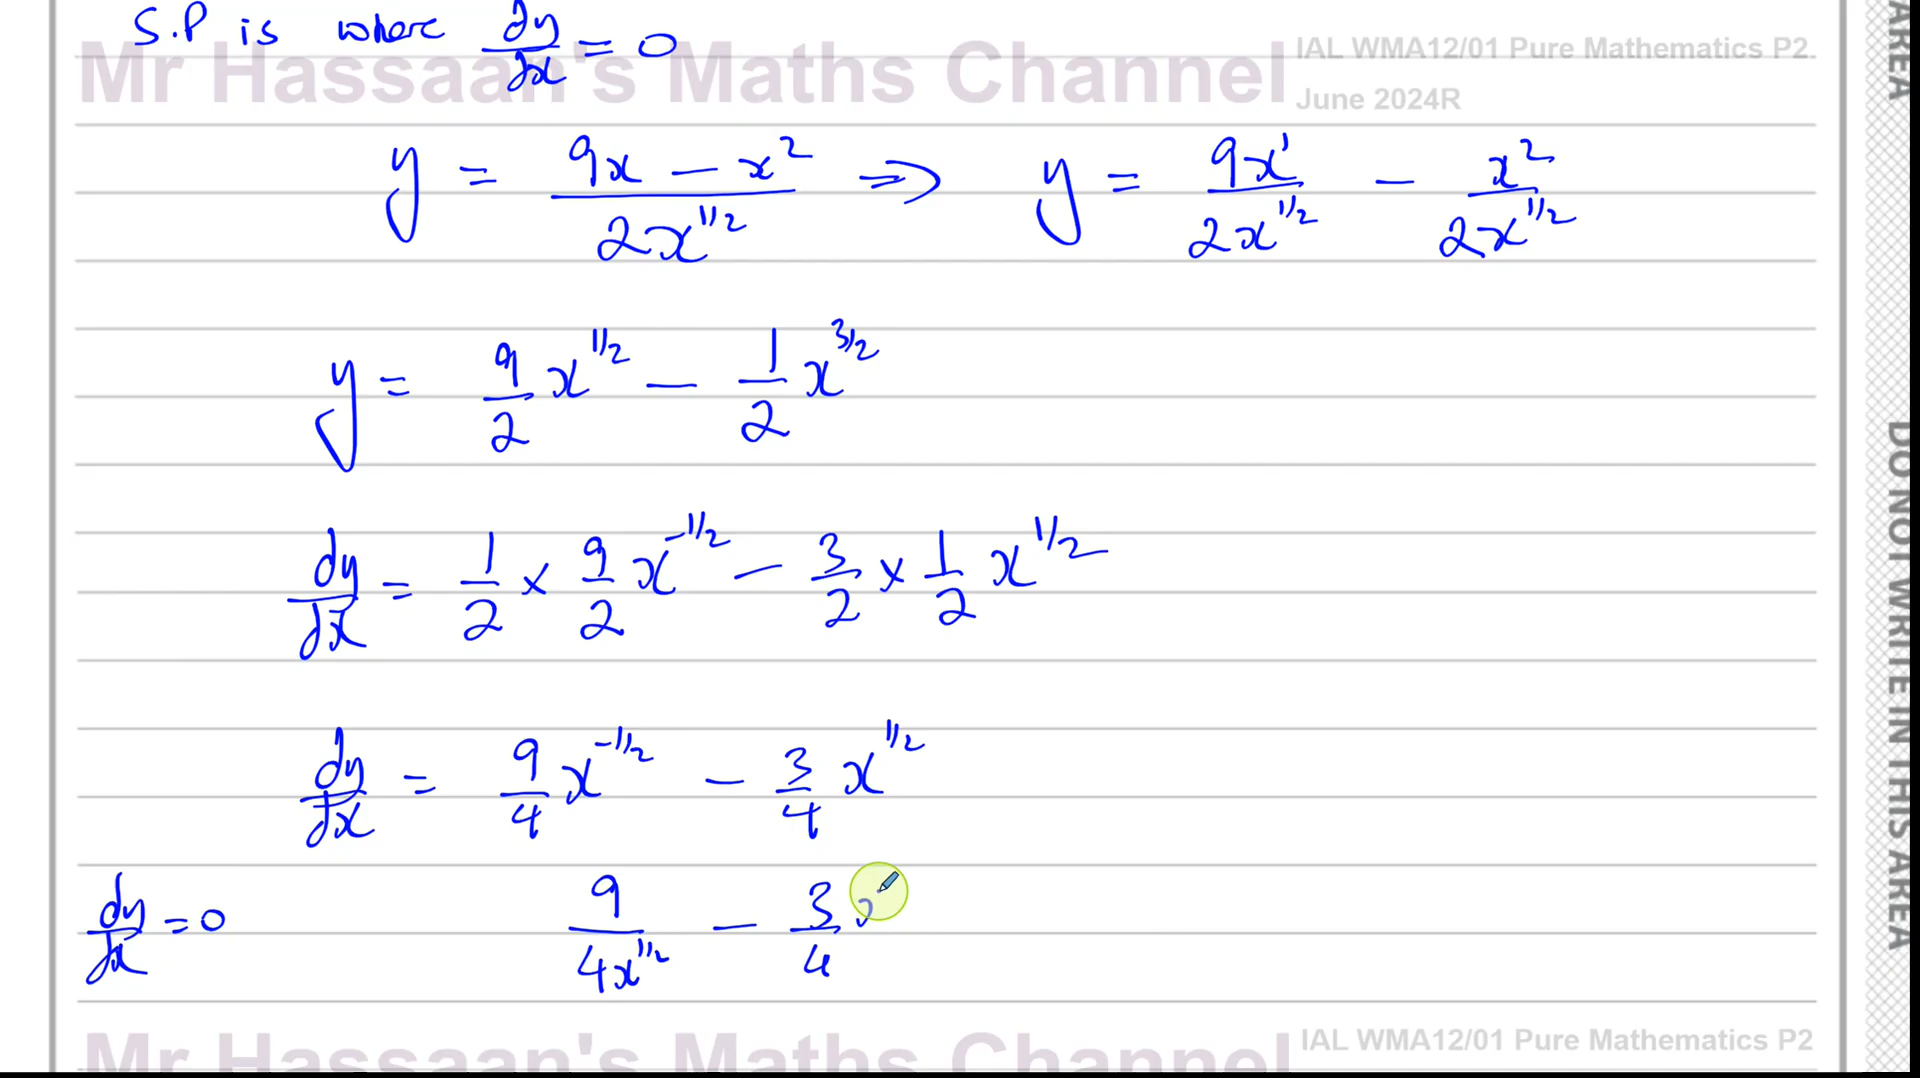 S.P is where dy/dx = 0
Mr Hassaan's Maths Channel
IAL WMA12/01 Pure Mathematics P2
June 2024R
y = (9x - x²)/(2x^(1/2)) ⇒ y = 9x¹/(2x^(1/2)) - x²/(2x^(1/2))
y = 9/2 x^(1/2) - 1/2 x^(3/2)
dy/dx = 1/2 × 9/2 x^(-1/2) - 3/2 × 1/2 x^(1/2)
dy/dx = 9/4 x^(-1/2) - 3/4 x^(1/2)
dy/dx = 0 9/(4x^(1/2)) - 3/4
Mr Hassaan's Maths Channel
IAL WMA12/01 Pure Mathematics P2
AREA
DO NOT WRITE IN THIS AREA